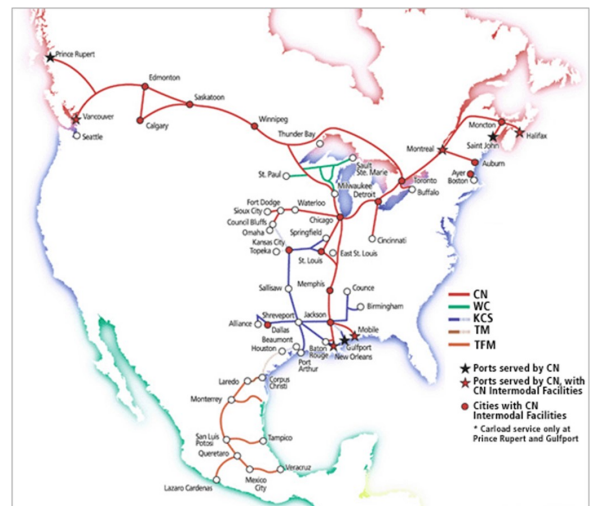 Prince Rupert
Edmonton
Saskatoon
Vancouver
Seattle
Calgary
Winnipeg
Thunder Bay
Moncton
Halifax
Saint John
Montreal
Auburn
Ayer
Boston
Sault
Ste. Marie
St. Paul
Milwaukee
Toronto
Detroit
Buffalo
Fort Dodge
Waterloo
Sioux City
Chicago
Council Bluffs
Omaha
Springfield
Cincinnati
Kansas City
Topeka
East St. Louis
St. Louis
Sallisaw
Memphis
Counce
Birmingham
Shreveport
Jackson
Alliance
Dallas
Mobile
Beaumont
Baton
Rouge
Gulfport
Houston
New Orleans
Port
Arthur
Laredo
Corpus
Christi
Monterrey
San Luis
Potosi
Tampico
Queretaro
Veracruz
Mexico
City
Lazaro Cardenas
CN
WC
KCS
TM
TFM
Ports served by CN
Ports served by CN, with
CN Intermodal Facilities
Cities with CN
Intermodal Facilities
* Carload service only at
Prince Rupert and Gulfport